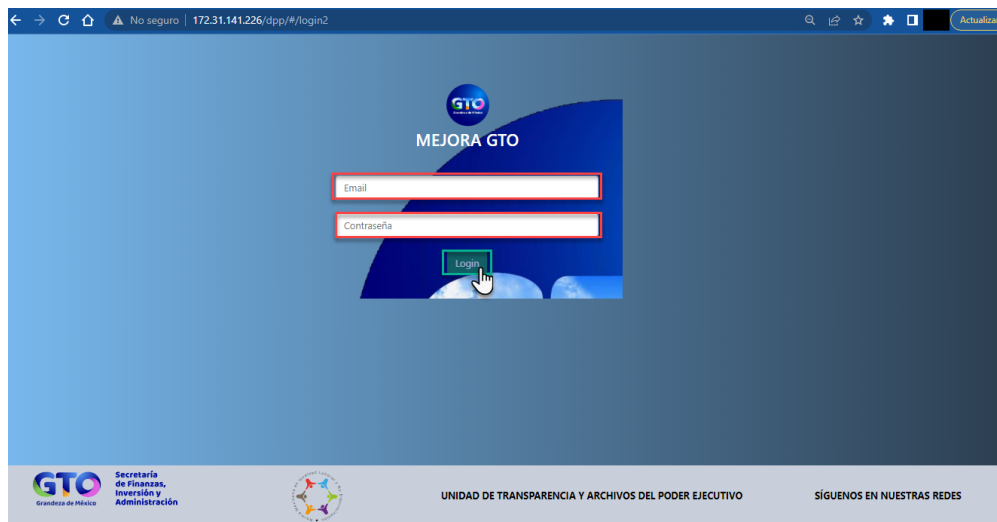 No seguro | 172.31.141.226/dpp/#/login2
Actualizar
GTO
MEJORA GTO
Email
Contraseña
Login
GTO
Grandeza de México
Secretaría
de Finanzas,
Inversión y
Administración
UNIDAD DE TRANSPARENCIA Y ARCHIVOS DEL PODER EJECUTIVO
SÍGUENOS EN NUESTRAS REDES